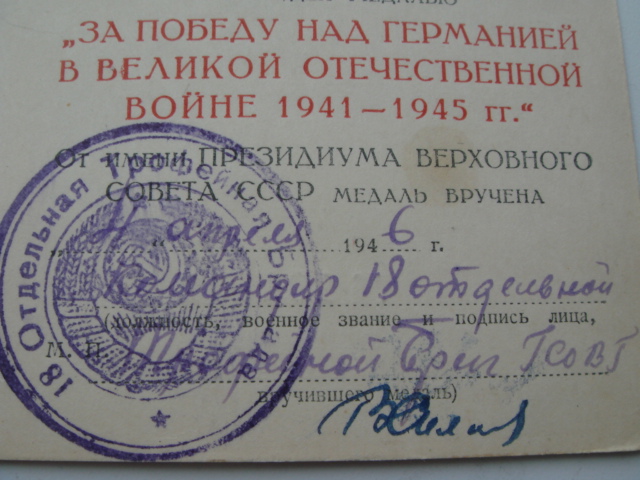 МЕДАЛЬЮ
„ЗА ПОБЕДУ НАД ГЕРМАНИЕЙ
В ВЕЛИКОЙ ОТЕЧЕСТВЕННОЙ
ВОЙНЕ 1941—1945 гг.“
От имени ПРЕЗИДИУМА ВЕРХОВНОГО
СОВЕТА СССР МЕДАЛЬ ВРУЧЕНА
апреля 1946 г.
Командир 18 отдельной
(должность, военное звание и подпись лица,
М. П. Трофейной Бриг ГСОВГ
вручившего медаль)
18 Отдельная Трофейная